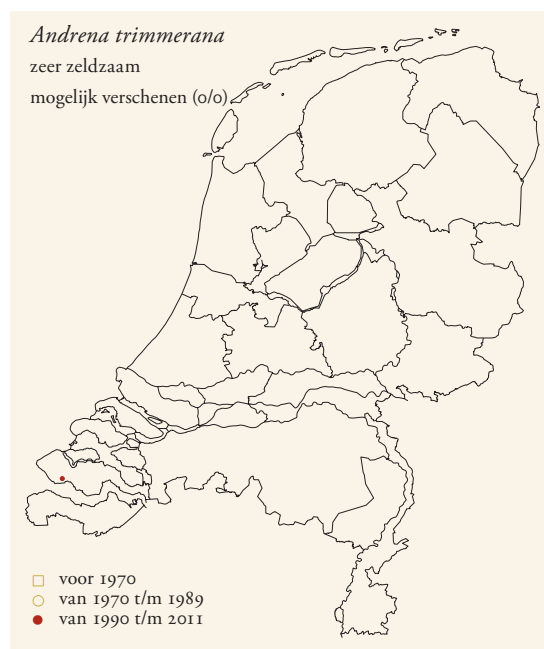 Andrena trimmerana
zeer zeldzaam
mogelijk verschenen (0/0)
voor 1970
van 1970 t/m 1989
van 1990 t/m 2011